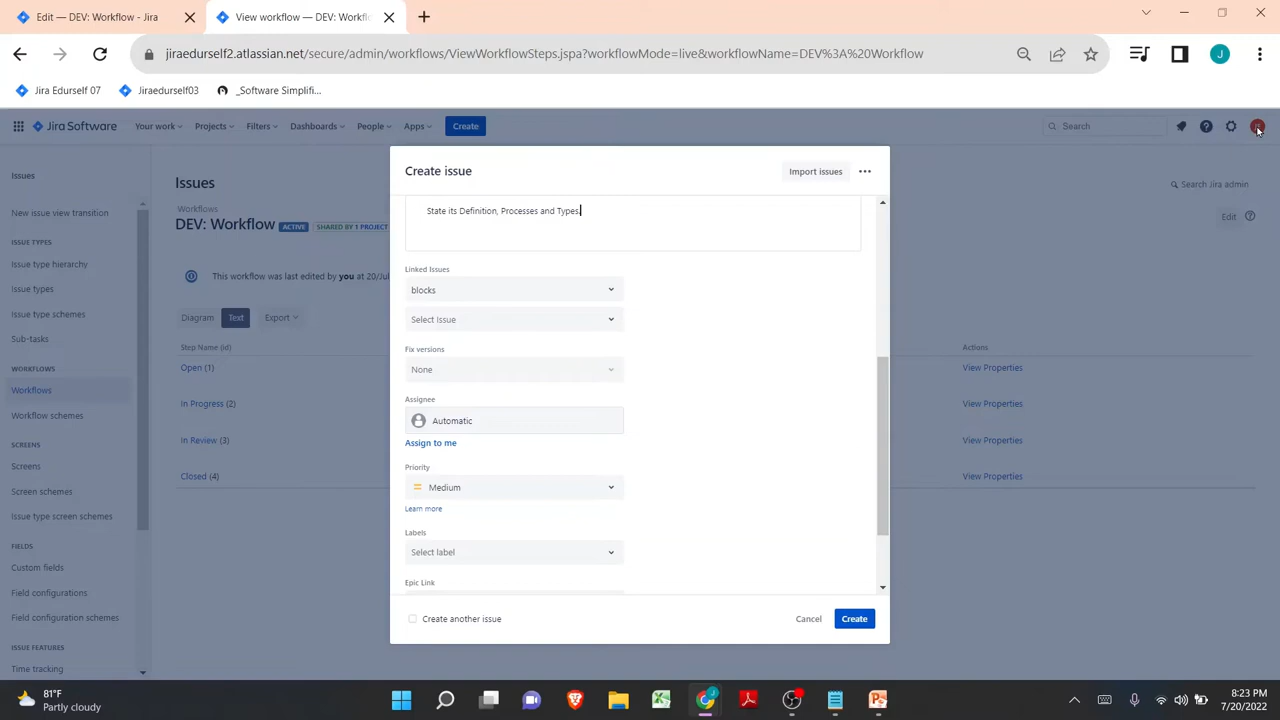 Edit — DEV: Workflow - Jira
View workflow — DEV: Workfl
jiraedurself2.atlassian.net/secure/admin/workflows/ViewWorkflowSteps.jspa?workflowMode=live&workflowName=DEV%3A%20Workflow
J
Jira Edurself 07
Jiraedurself03
_Software Simplifi...
Jira Software
Your work
Projects
Filters
Dashboards
People
Apps
Create
Search
Issues
New issue view transition
ISSUE TYPES
Issue type hierarchy
Issue types
Issue type schemes
Sub-tasks
WORKFLOWS
Workflows
Workflow schemes
SCREENS
Screens
Screen schemes
Issue type screen schemes
FIELDS
Custom fields
Field configurations
Field configuration schemes
ISSUE FEATURES
Time tracking
Issues
Search Jira admin
Workflows
DEV: Workflow
ACTIVE
SHARED BY 1 PROJECT
Edit
This workflow was last edited by you at 20/Jul
Diagram
Text
Export
Step Name (id)
Actions
Open (1)
View Properties
In Progress (2)
View Properties
In Review (3)
View Properties
Closed (4)
View Properties
Create issue
Import issues
State its Definition, Processes and Types.
Linked Issues
blocks
Select Issue
Fix versions
None
Assignee
Automatic
Assign to me
Priority
Medium
Learn more
Labels
Select label
Epic Link
Create another issue
Cancel
Create
81°F
Partly cloudy
8:23 PM
7/20/2022